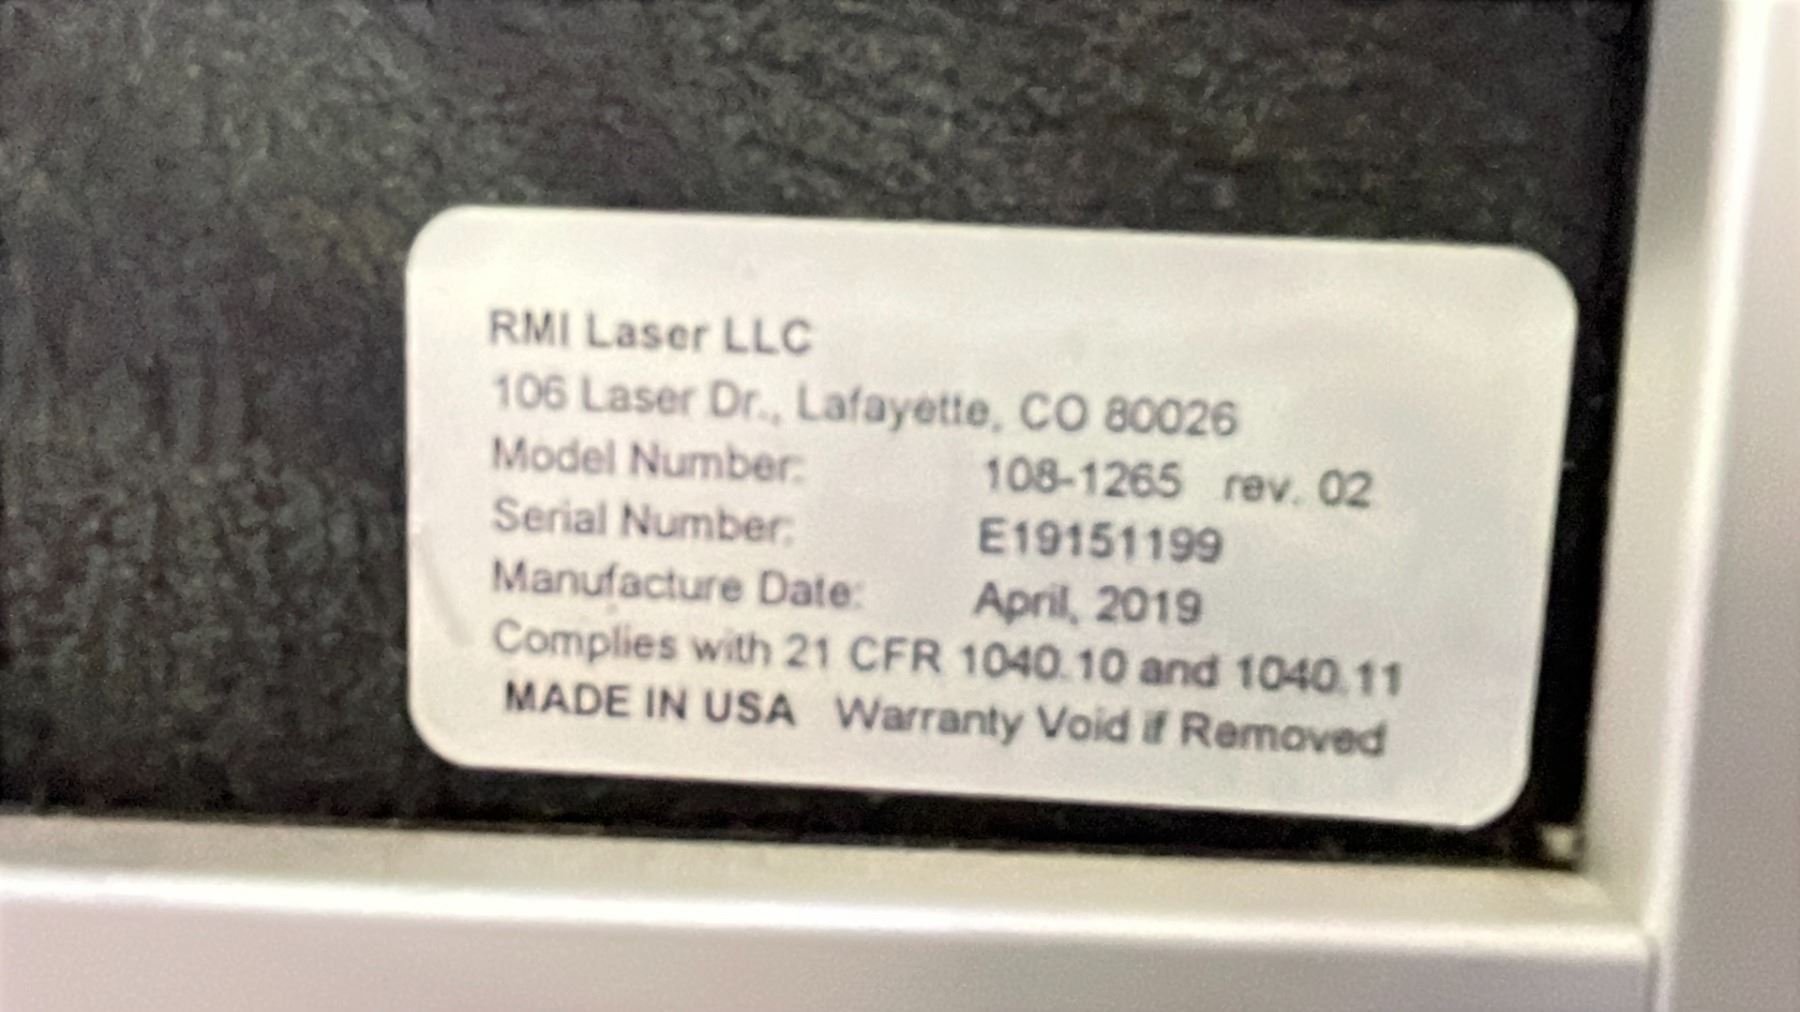 RMI Laser LLC
106 Laser Dr., Lafayette, CO 80026
Model Number: 108-1265 rev. 02
Serial Number: E19151199
Manufacture Date: April, 2019
Complies with 21 CFR 1040.10 and 1040.11
MADE IN USA Warranty Void if Removed